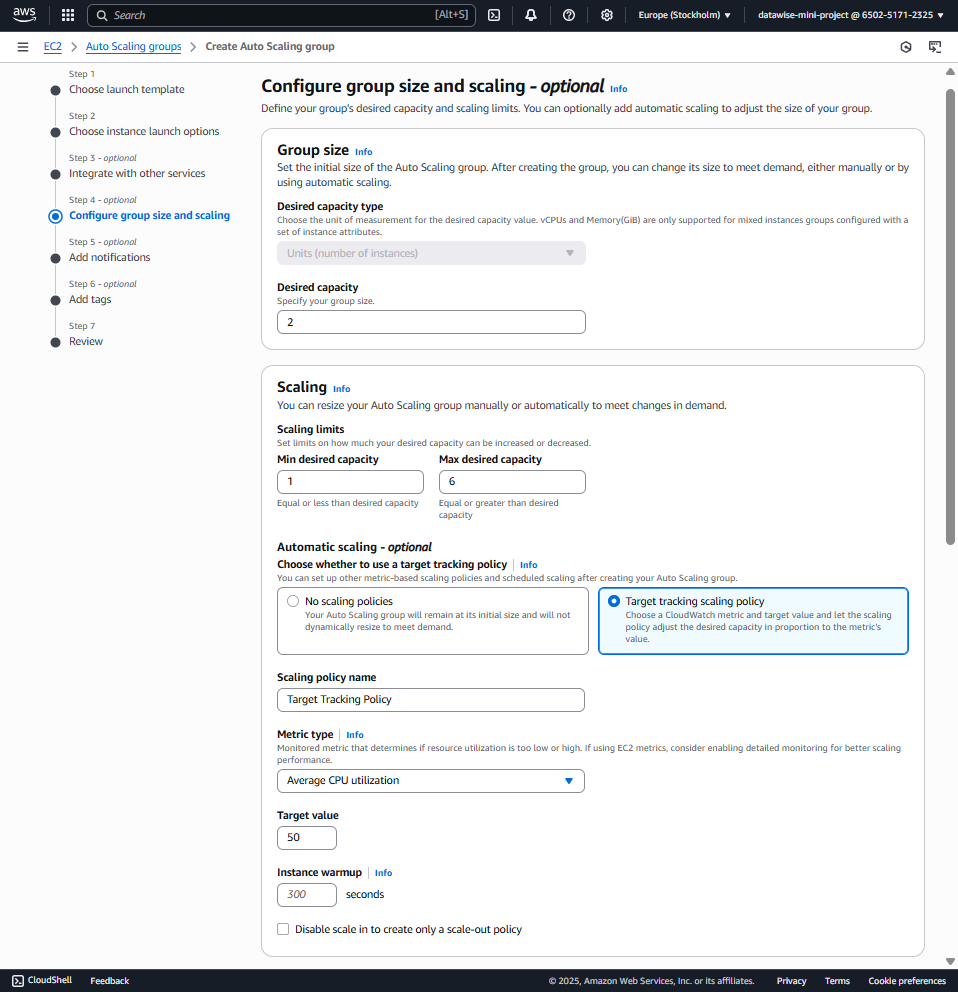 aws
Search
[Alt+S]
Europe (Stockholm)
datawise-mini-project @ 6502-5171-2325
EC2
Auto Scaling groups
Create Auto Scaling group
Step 1
Choose launch template
Step 2
Choose instance launch options
Step 3 - optional
Integrate with other services
Step 4 - optional
Configure group size and scaling
Step 5 - optional
Add notifications
Step 6 - optional
Add tags
Step 7
Review
Configure group size and scaling - optional Info
Define your group's desired capacity and scaling limits. You can optionally add automatic scaling to adjust the size of your group.
Group size Info
Set the initial size of the Auto Scaling group. After creating the group, you can change its size to meet demand, either manually or by
using automatic scaling.
Desired capacity type
Choose the unit of measurement for the desired capacity value. vCPUs and Memory(GiB) are only supported for mixed instances groups configured with a
set of instance attributes.
Units (number of instances)
Desired capacity
Specify your group size.
2
Scaling Info
You can resize your Auto Scaling group manually or automatically to meet changes in demand.
Scaling limits
Set limits on how much your desired capacity can be increased or decreased.
Min desired capacity
1
Equal or less than desired capacity
Max desired capacity
6
Equal or greater than desired
capacity
Automatic scaling - optional
Choose whether to use a target tracking policy Info
You can set up other metric-based scaling policies and scheduled scaling after creating your Auto Scaling group.
No scaling policies
Your Auto Scaling group will remain at its initial size and will not
dynamically resize to meet demand.
Target tracking scaling policy
Choose a CloudWatch metric and target value and let the scaling
policy adjust the desired capacity in proportion to the metric's
value.
Scaling policy name
Target Tracking Policy
Metric type Info
Monitored metric that determines if resource utilization is too low or high. If using EC2 metrics, consider enabling detailed monitoring for better scaling
performance.
Average CPU utilization
Target value
50
Instance warmup Info
300 seconds
Disable scale in to create only a scale-out policy
CloudShell
Feedback
© 2025, Amazon Web Services, Inc. or its affiliates.
Privacy
Terms
Cookie preferences